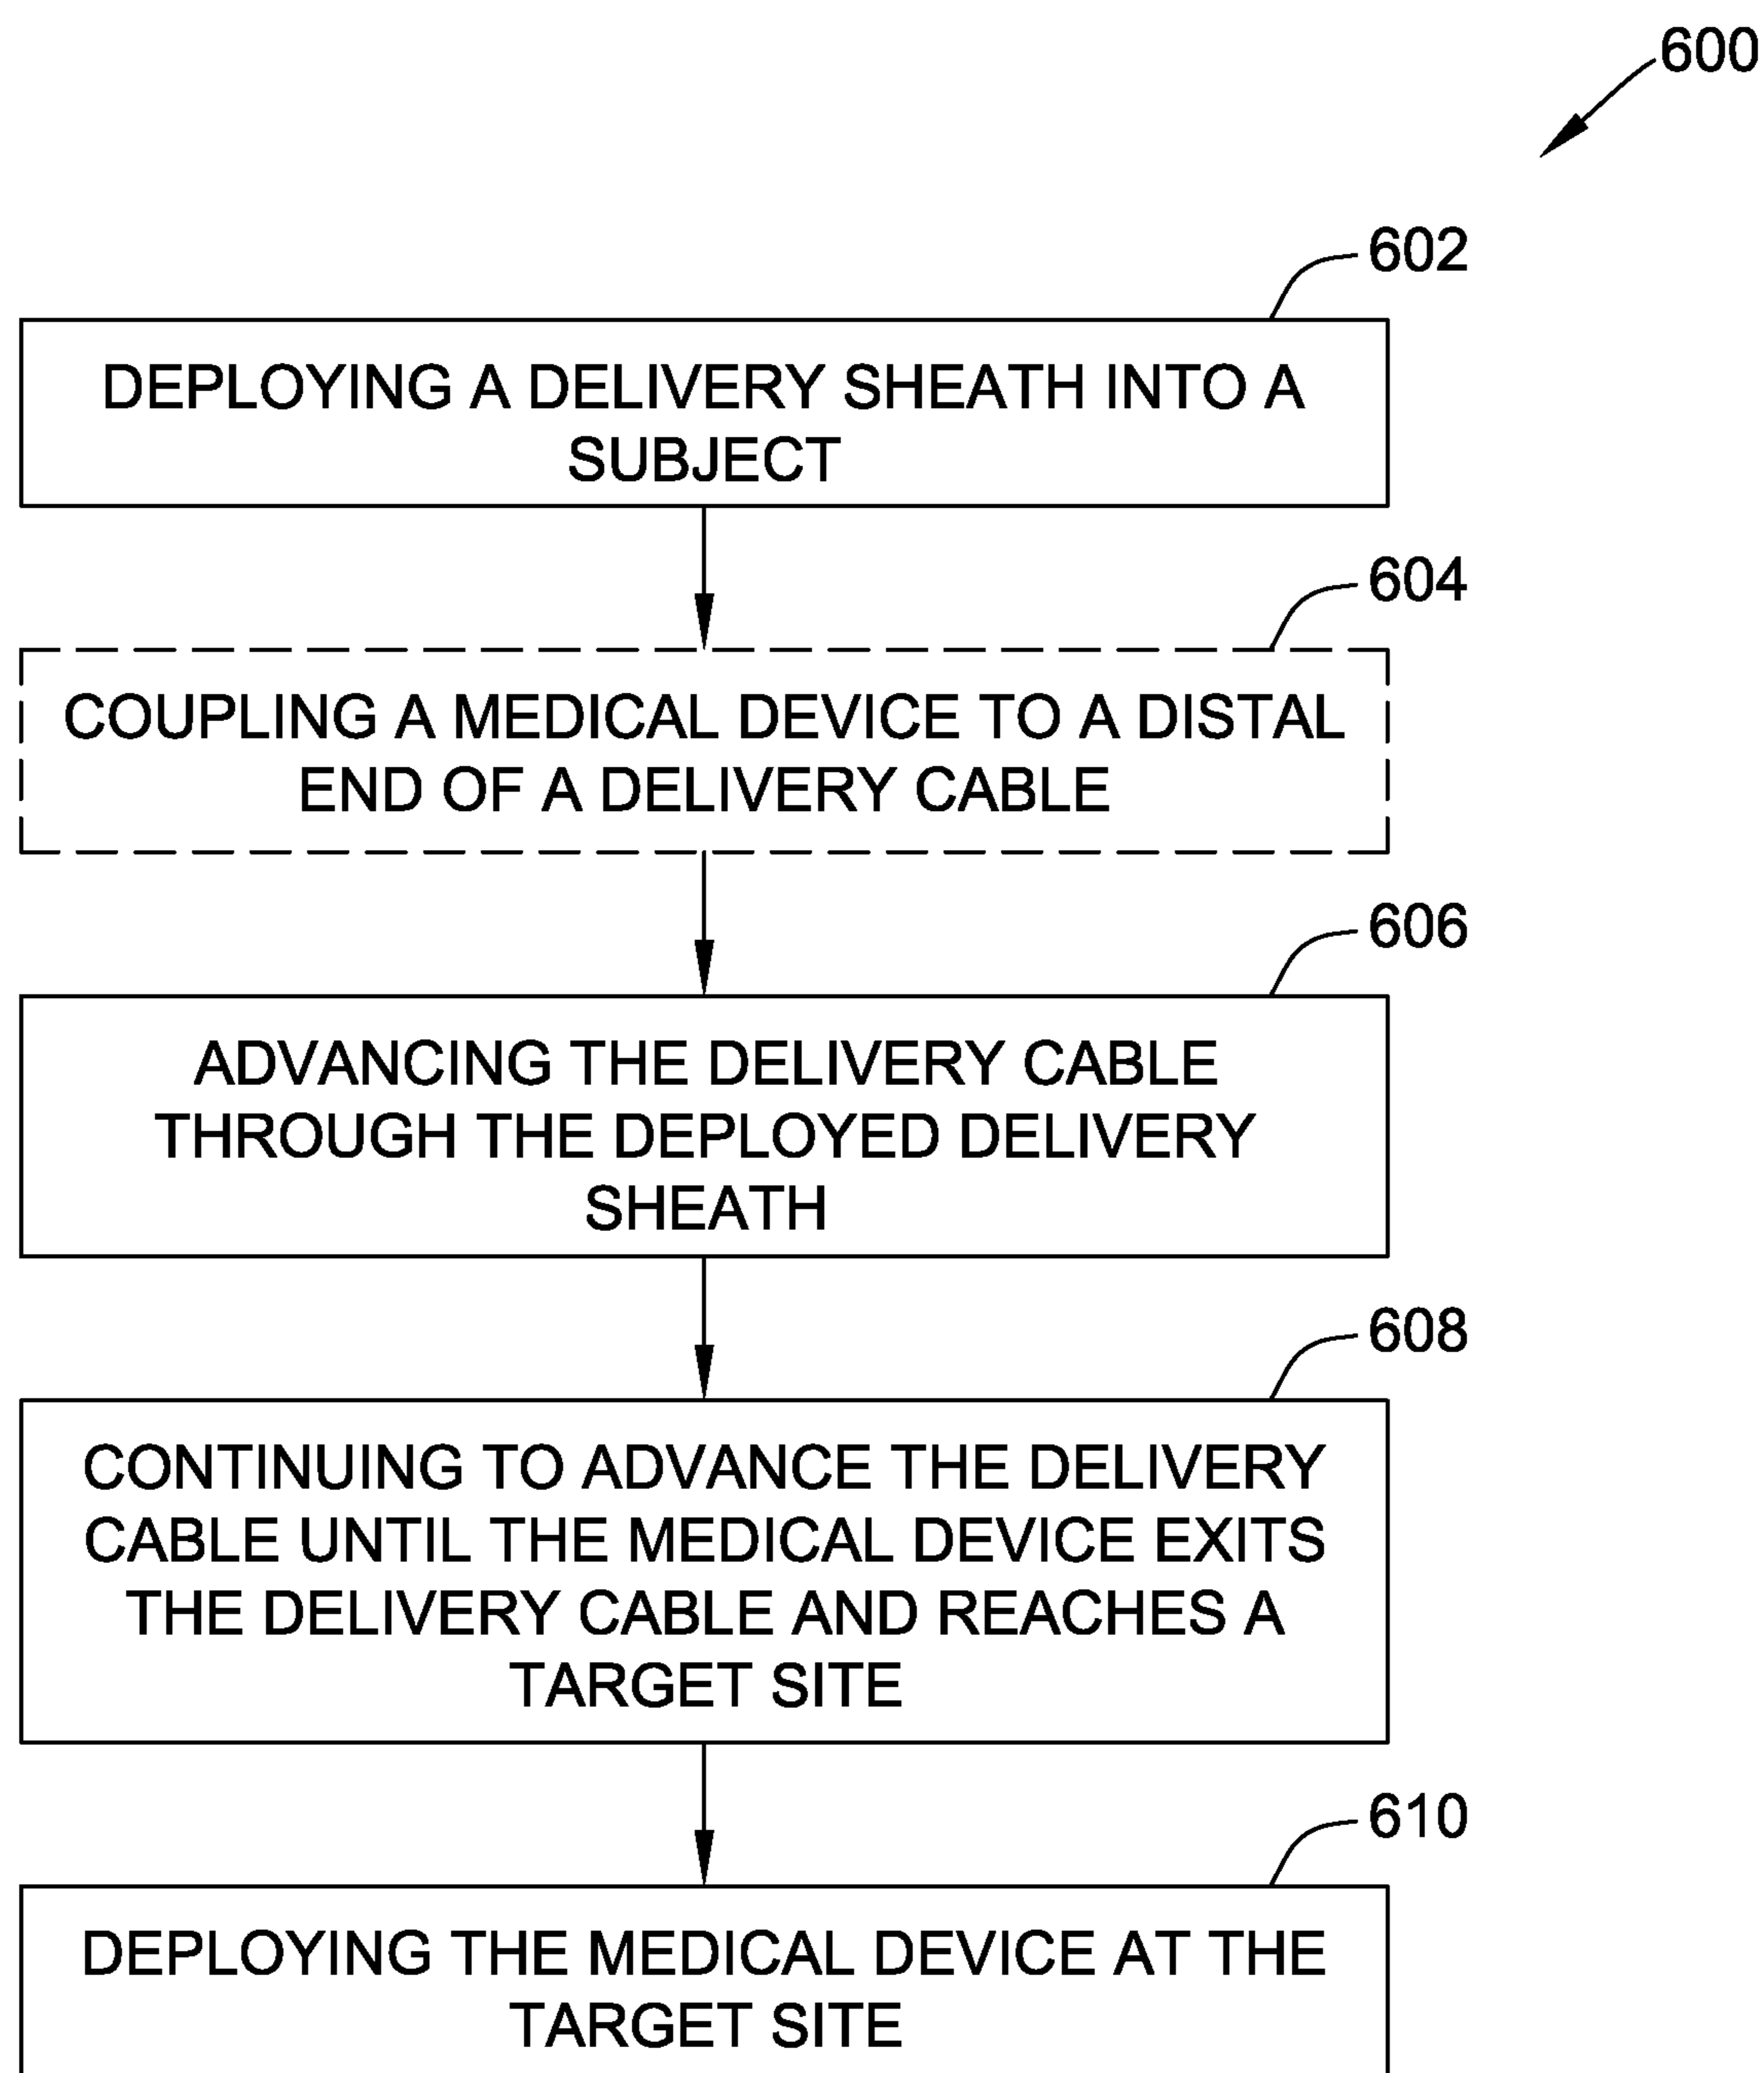 600
602
DEPLOYING A DELIVERY SHEATH INTO A
SUBJECT
604
COUPLING A MEDICAL DEVICE TO A DISTAL
END OF A DELIVERY CABLE
606
ADVANCING THE DELIVERY CABLE
THROUGH THE DEPLOYED DELIVERY
SHEATH
608
CONTINUING TO ADVANCE THE DELIVERY
CABLE UNTIL THE MEDICAL DEVICE EXITS
THE DELIVERY CABLE AND REACHES A
TARGET SITE
610
DEPLOYING THE MEDICAL DEVICE AT THE
TARGET SITE